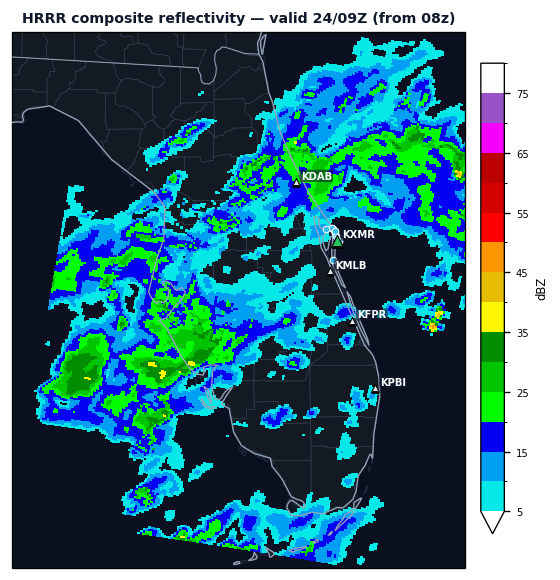 HRRR composite reflectivity — valid 24/09Z (from 08z)
75
65
55
45
35
25
15
5
dBZ
KDAB
KXMR
KMLB
KFPR
KPBI